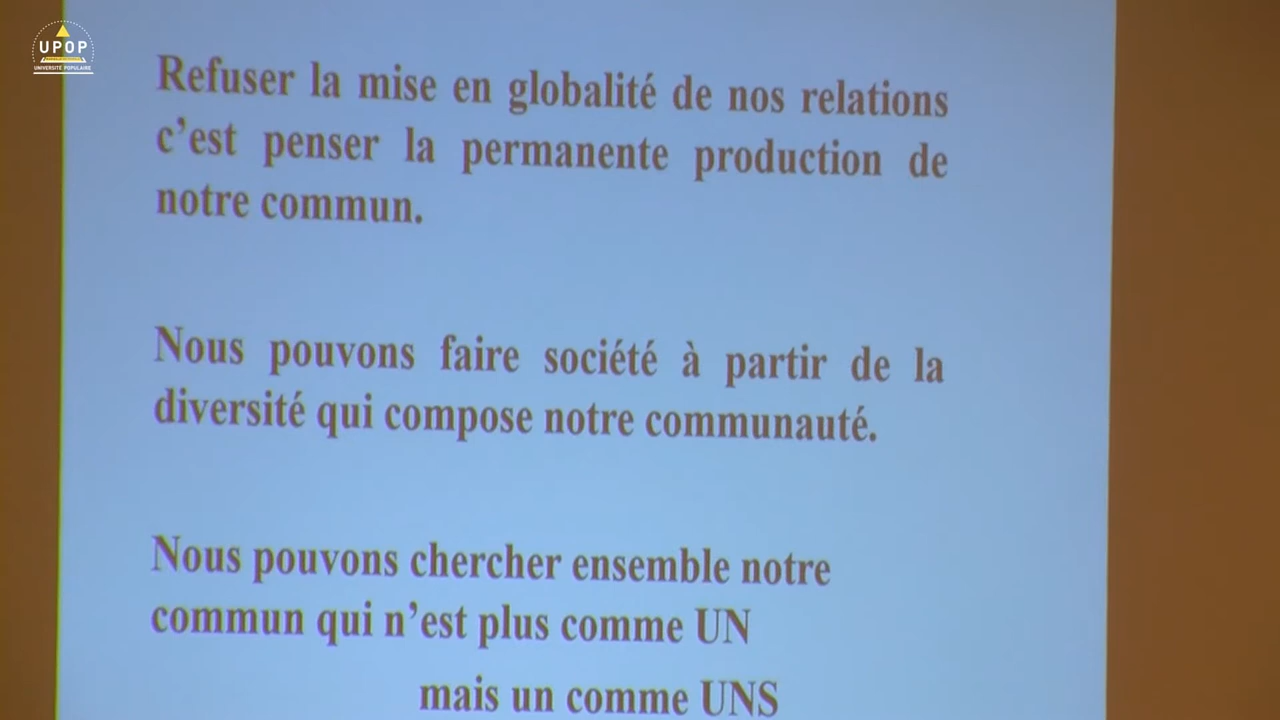 UPOP
UNIVERSITÉ POPULAIRE
Refuser la mise en globalité de nos relations
c’est penser la permanente production de
notre commun.
Nous pouvons faire société à partir de la
diversité qui compose notre communauté.
Nous pouvons chercher ensemble notre
commun qui n’est plus comme UN
mais un comme UNS